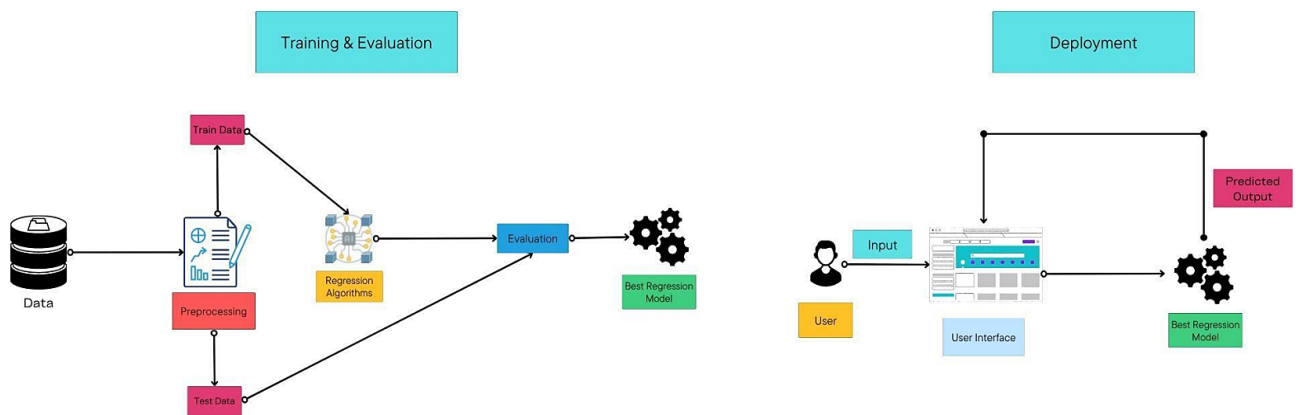 Training & Evaluation
Deployment
Train Data
Data
Preprocessing
Test Data
AI
Regression
Algorithms
Evaluation
Best Regression
Model
User
Input
User Interface
Predicted
Output
Best Regression
Model